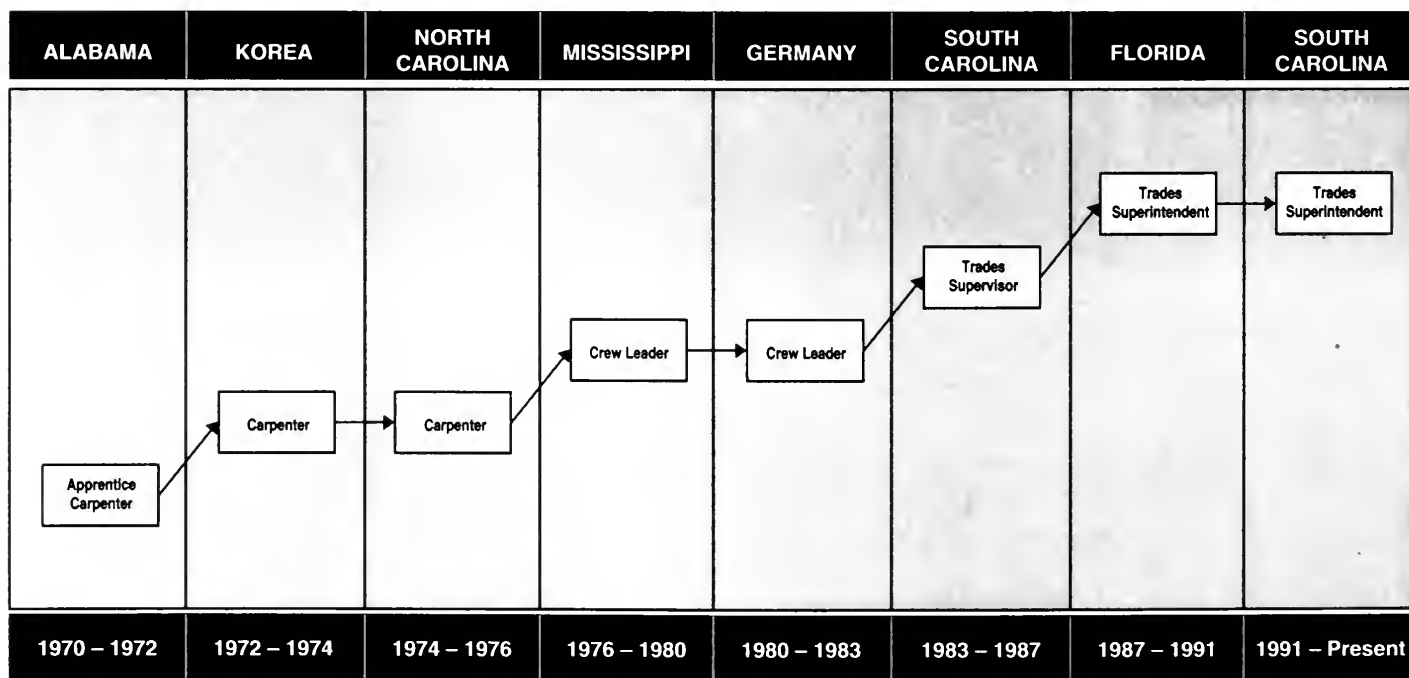 ALABAMA
KOREA
NORTH
CAROLINA
MISSISSIPPI
GERMANY
SOUTH
CAROLINA
FLORIDA
SOUTH
CAROLINA
Apprentice
Carpenter
Carpenter
Carpenter
Crew Leader
Crew Leader
Trades
Supervisor
Trades
Superintendent
Trades
Superintendent
1970 – 1972
1972 – 1974
1974 – 1976
1976 – 1980
1980 – 1983
1983 – 1987
1987 – 1991
1991 – Present